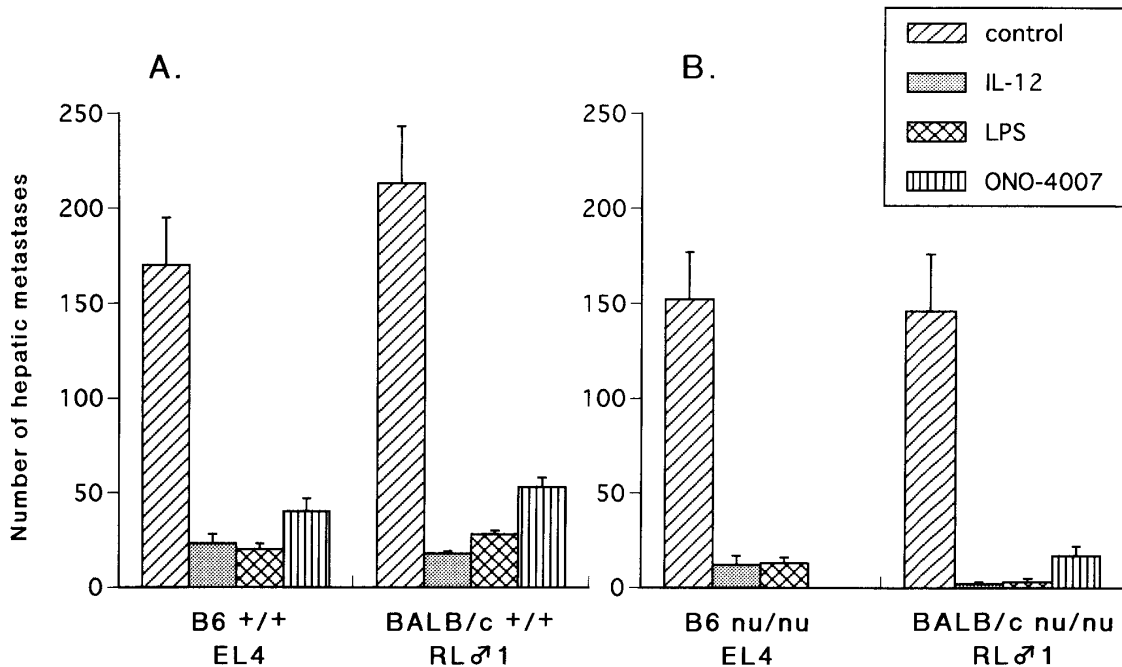 A.
B.
control
IL-12
LPS
ONO-4007
Number of hepatic metastases
250
200
150
100
50
0
250
200
150
100
50
0
B6 +/+
EL4
BALB/c +/+
RL♂1
B6 nu/nu
EL4
BALB/c nu/nu
RL♂1